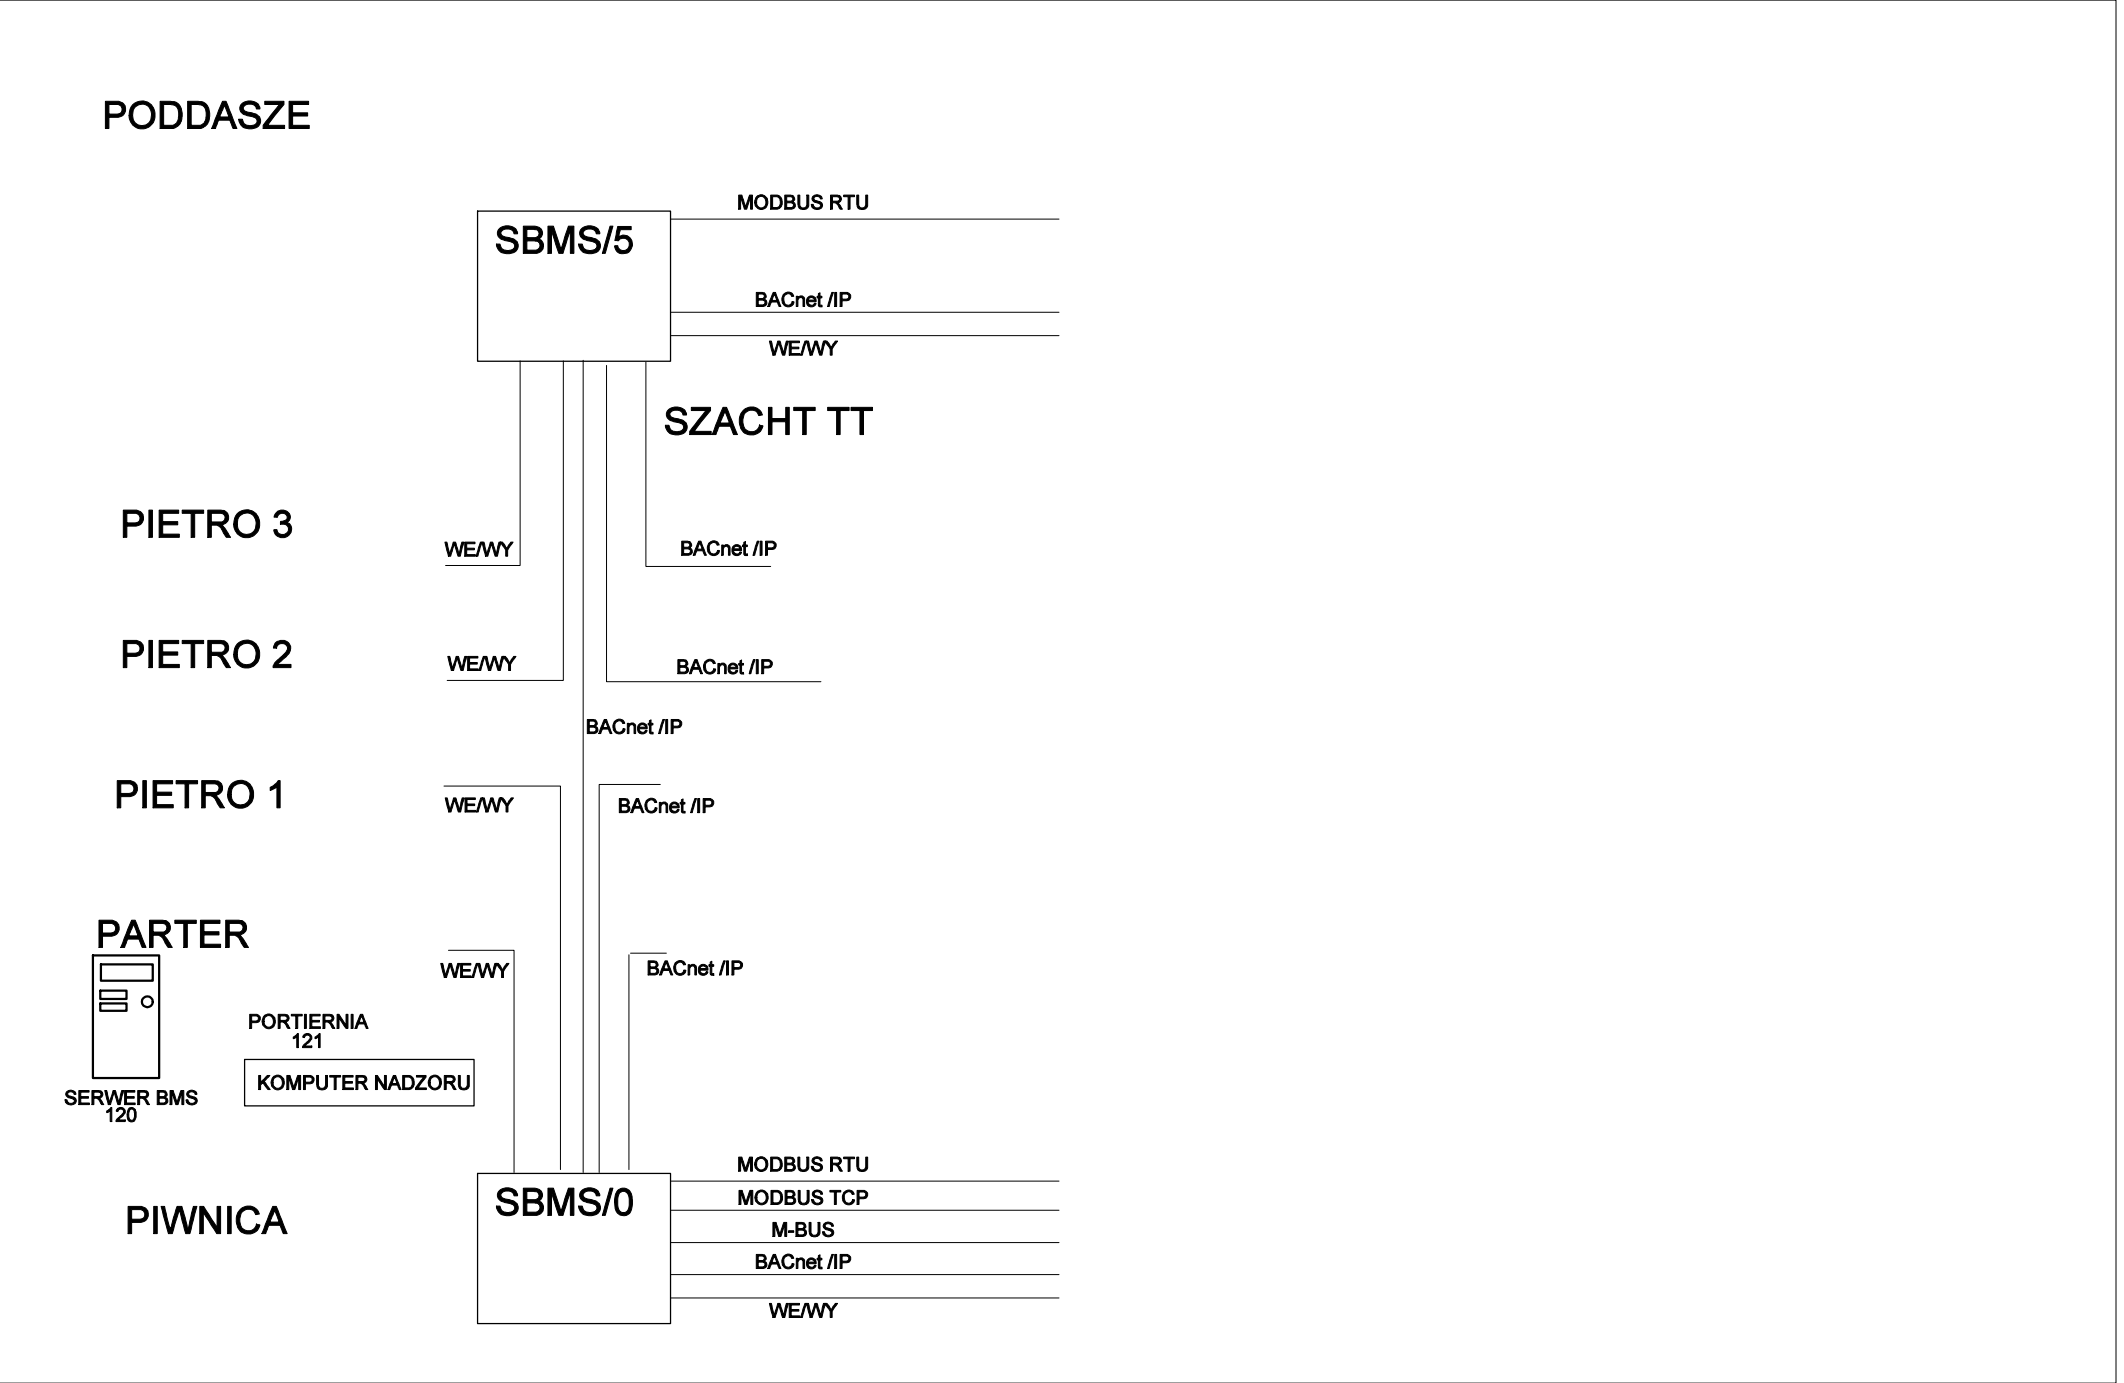 PODDASZE
MODBUS RTU
SBMS/5
BACnet /IP
WE/WY
SZACHT TT
PIETRO 3
WE/WY
BACnet /IP
PIETRO 2
WE/WY
BACnet /IP
BACnet /IP
PIETRO 1
WE/WY
BACnet /IP
PARTER
WE/WY
BACnet /IP
PORTIERNIA
121
KOMPUTER NADZORU
SERWER BMS
120
MODBUS RTU
SBMS/0
MODBUS TCP
PIWNICA
M-BUS
BACnet /IP
WE/WY